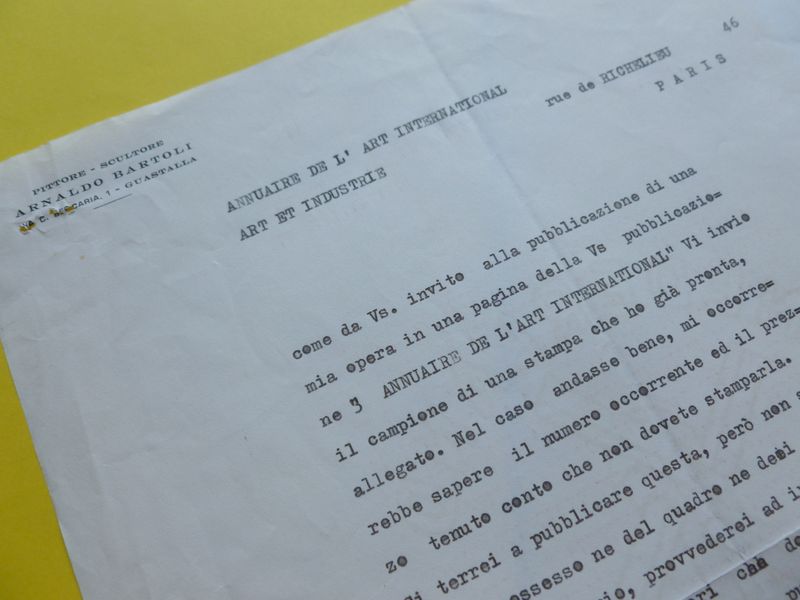 PITTORE - SCULTORE
ARNALDO BARTOLI
VIA C. BECCARIA, 1 - GUASTALLA
ANNUAIRE DE L' ART INTERNATIONAL
ART ET INDUSTRIE
46
rue de RICHELIEU
PARIS
come da Vs. invito alla pubblicazione di una
mia opera in una pagina della Vs pubblicazio=
ne 3 ANNUAIRE DE L'ART INTERNATIONAL" Vi invio
il campione di una stampa che ho già pronta,
allegato. Nel caso andasse bene, mi occorre=
rebbe sapere il numero occorrente ed il prez=
zo tenuto conto che non dovete stamparla.
terrei a pubblicare questa, però non
ne del quadro ne desi
provvederei ad